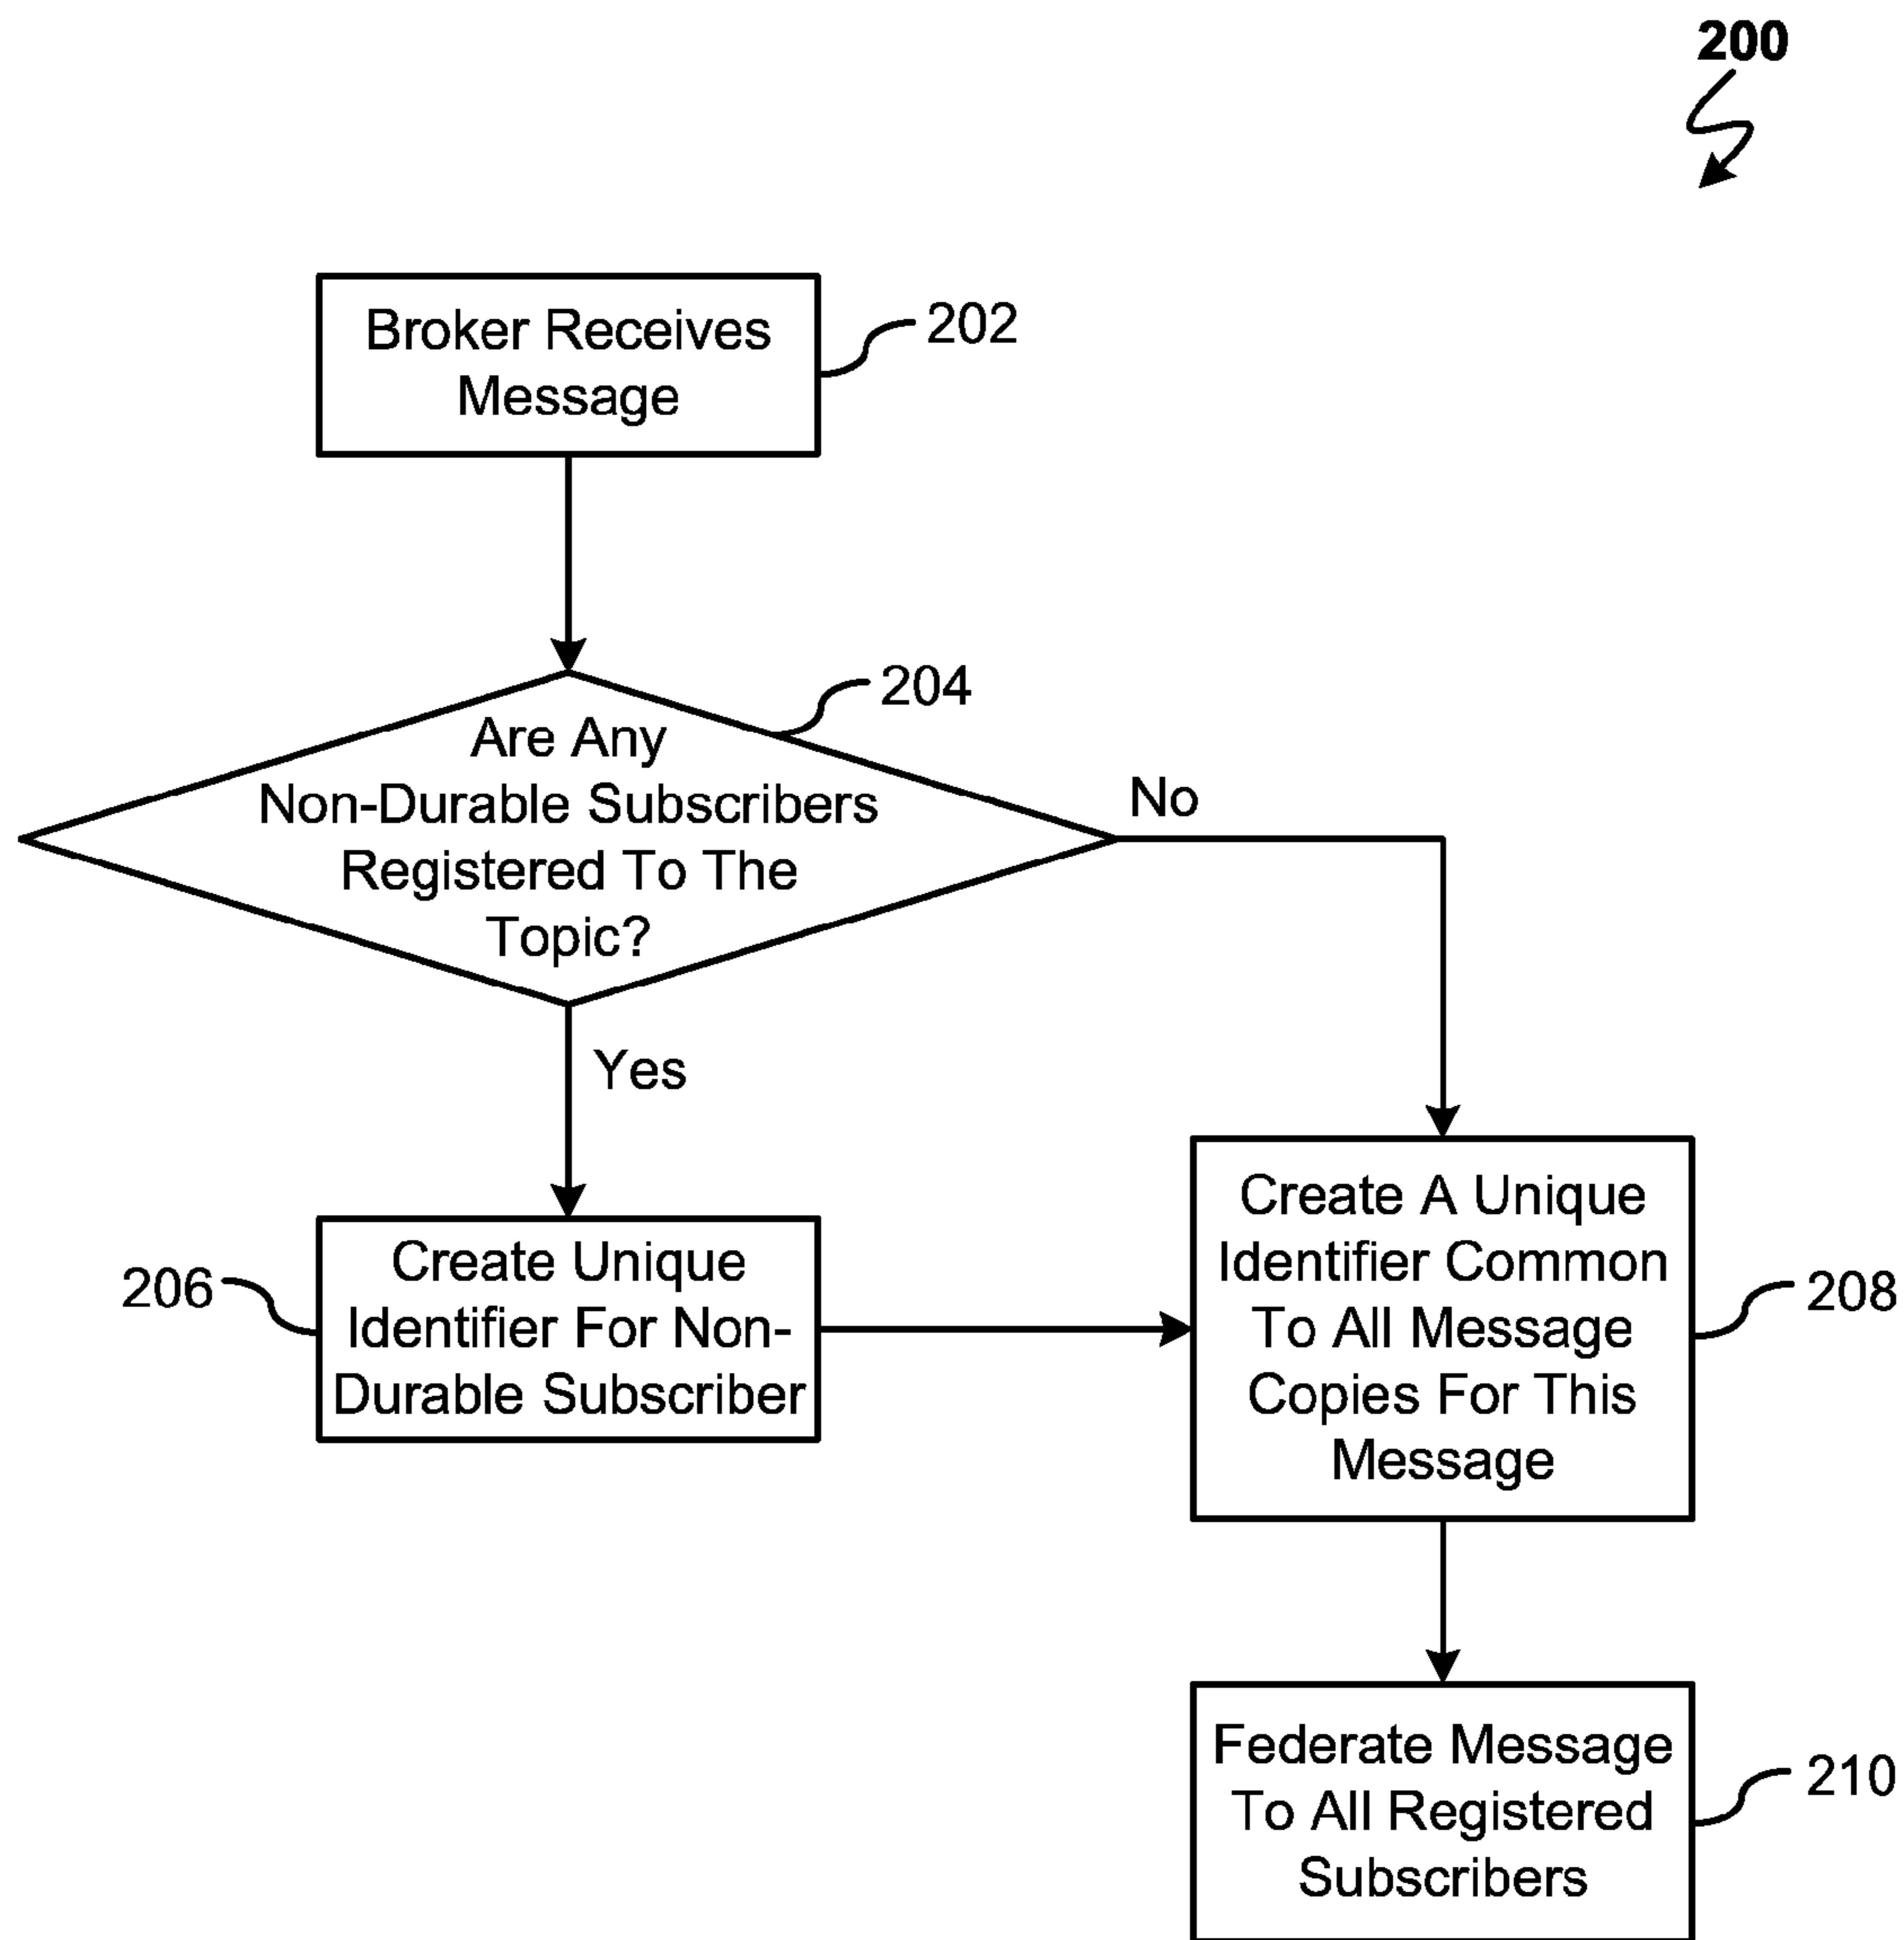 200
Broker Receives
Message
202
204
Are Any
Non-Durable Subscribers
Registered To The
Topic?
No
Yes
206
Create Unique
Identifier For Non-
Durable Subscriber
Create A Unique
Identifier Common
To All Message
Copies For This
Message
208
Federate Message
To All Registered
Subscribers
210